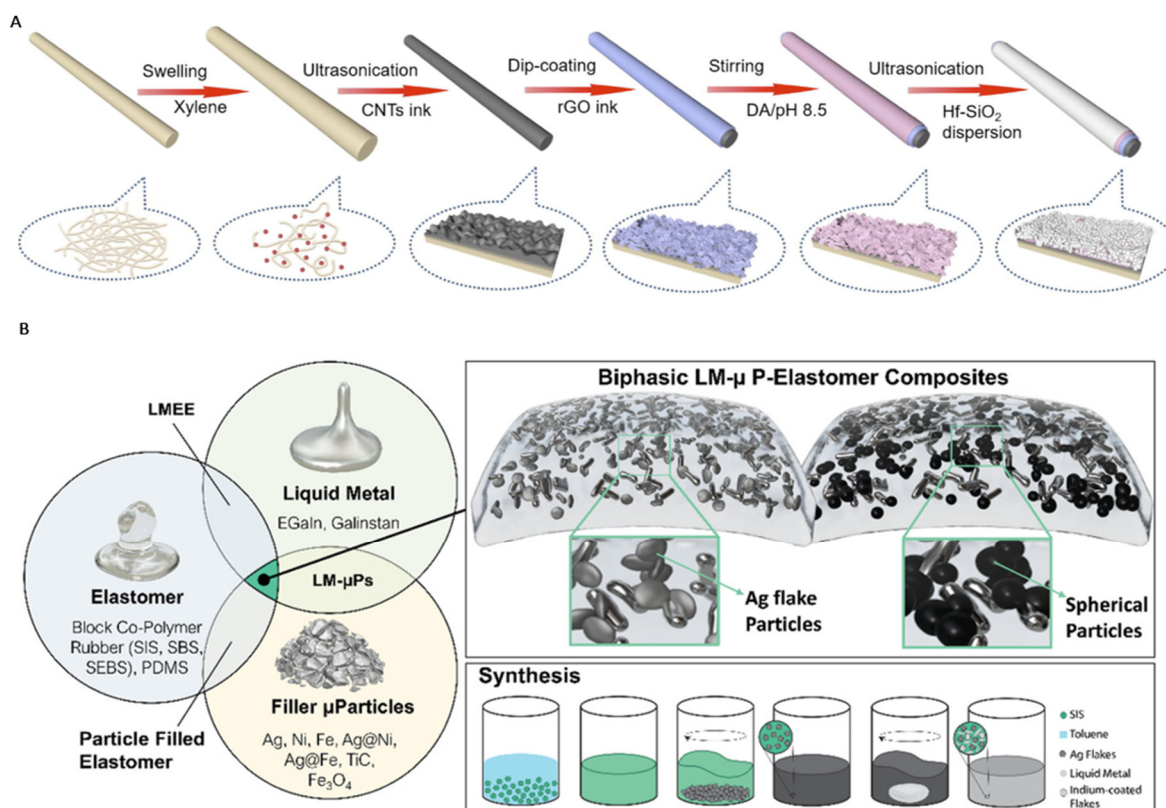 A
Swelling
Xylene
Ultrasonication
CNTs ink
Dip-coating
rGO ink
Stirring
DA/pH 8.5
Ultrasonication
Hf-SiO₂
dispersion
B
LMEE
Liquid Metal
EGaIn, Galinstan
Elastomer
Block Co-Polymer
Rubber (SIS, SBS,
SEBS), PDMS
LM-μPs
Filler μParticles
Ag, Ni, Fe, Ag@Ni,
Ag@Fe, TiC,
Fe₃O₄
Particle Filled
Elastomer
Biphasic LM-μ P-Elastomer Composites
Ag flake
Particles
Spherical
Particles
Synthesis
SIS
Toluene
Ag Flakes
Liquid Metal
Indium-coated
Flakes